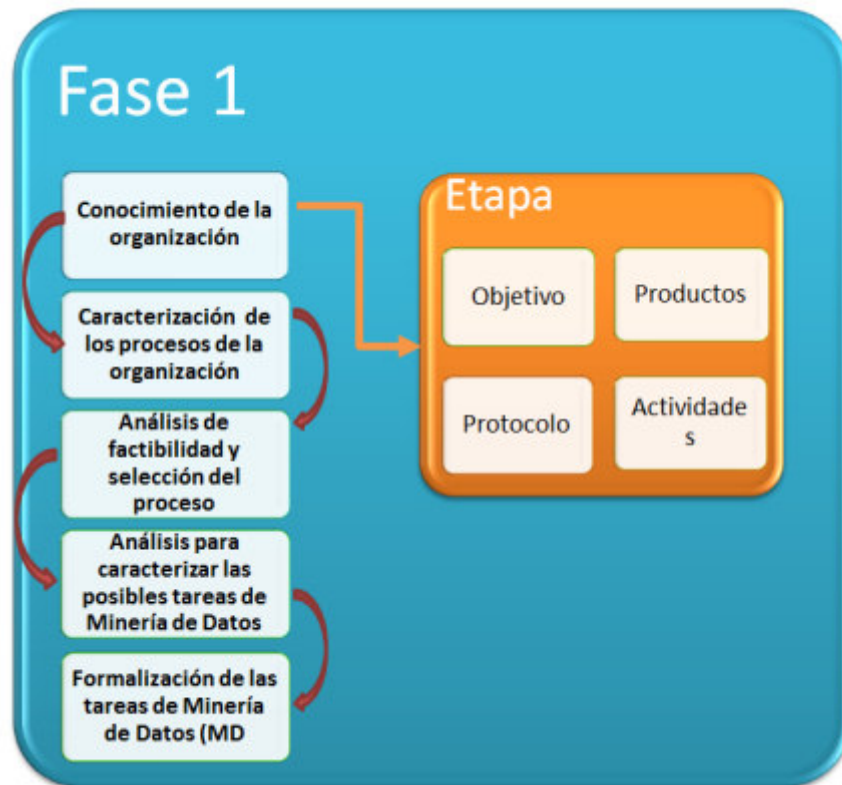 Fase 1
Conocimiento de la
organización
Caracterización de
los procesos de la
organización
Análisis de
factibilidad y
selección del
proceso
Análisis para
caracterizar las
posibles tareas de
Minería de Datos
Formalización de las
tareas de Minería
de Datos (MD
Etapa
Objetivo
Productos
Protocolo
Actividade
s